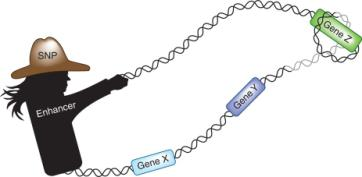 SNP
Enhancer
Gene X
Gene Y
Gene Z